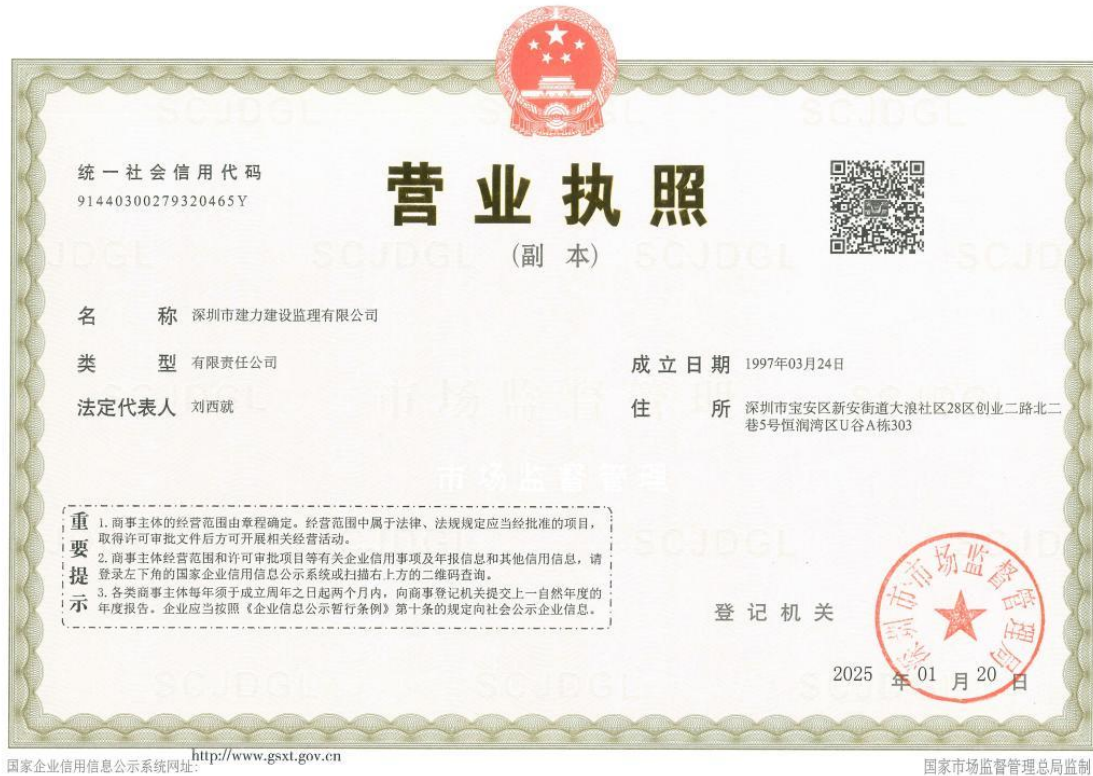 统一社会信用代码
91440300279320465Y
营业执照
(副 本)
名 称 深圳市建力建设监理有限公司
类 型 有限责任公司
成立日期 1997年03月24日
法定代表人 刘西就
住 所 深圳市宝安区新安街道大浪社区28区创业二路北二
巷5号恒润湾区U谷A栋303
重要提示
1. 商事主体的经营范围由章程确定。经营范围中属于法律、法规规定应当经批准的项目，
取得许可审批文件后方可开展相关经营活动。
2. 商事主体经营范围和许可审批项目等有关企业信用事项及年报信息和其他信用信息，请
登录左下角的国家企业信用信息公示系统或扫描右上方的二维码查询。
3. 各类商事主体每年须于成立周年之日起两个月内，向商事登记机关提交上一自然年度的
年度报告。企业应当按照《企业信息公示暂行条例》第十条的规定向社会公示企业信息。
登记机关
深圳市市场监督管理局
2025 年 01 月 20 日
国家企业信用信息公示系统网址: http://www.gsxt.gov.cn
国家市场监督管理总局监制
SCJDGL
市场监督管理